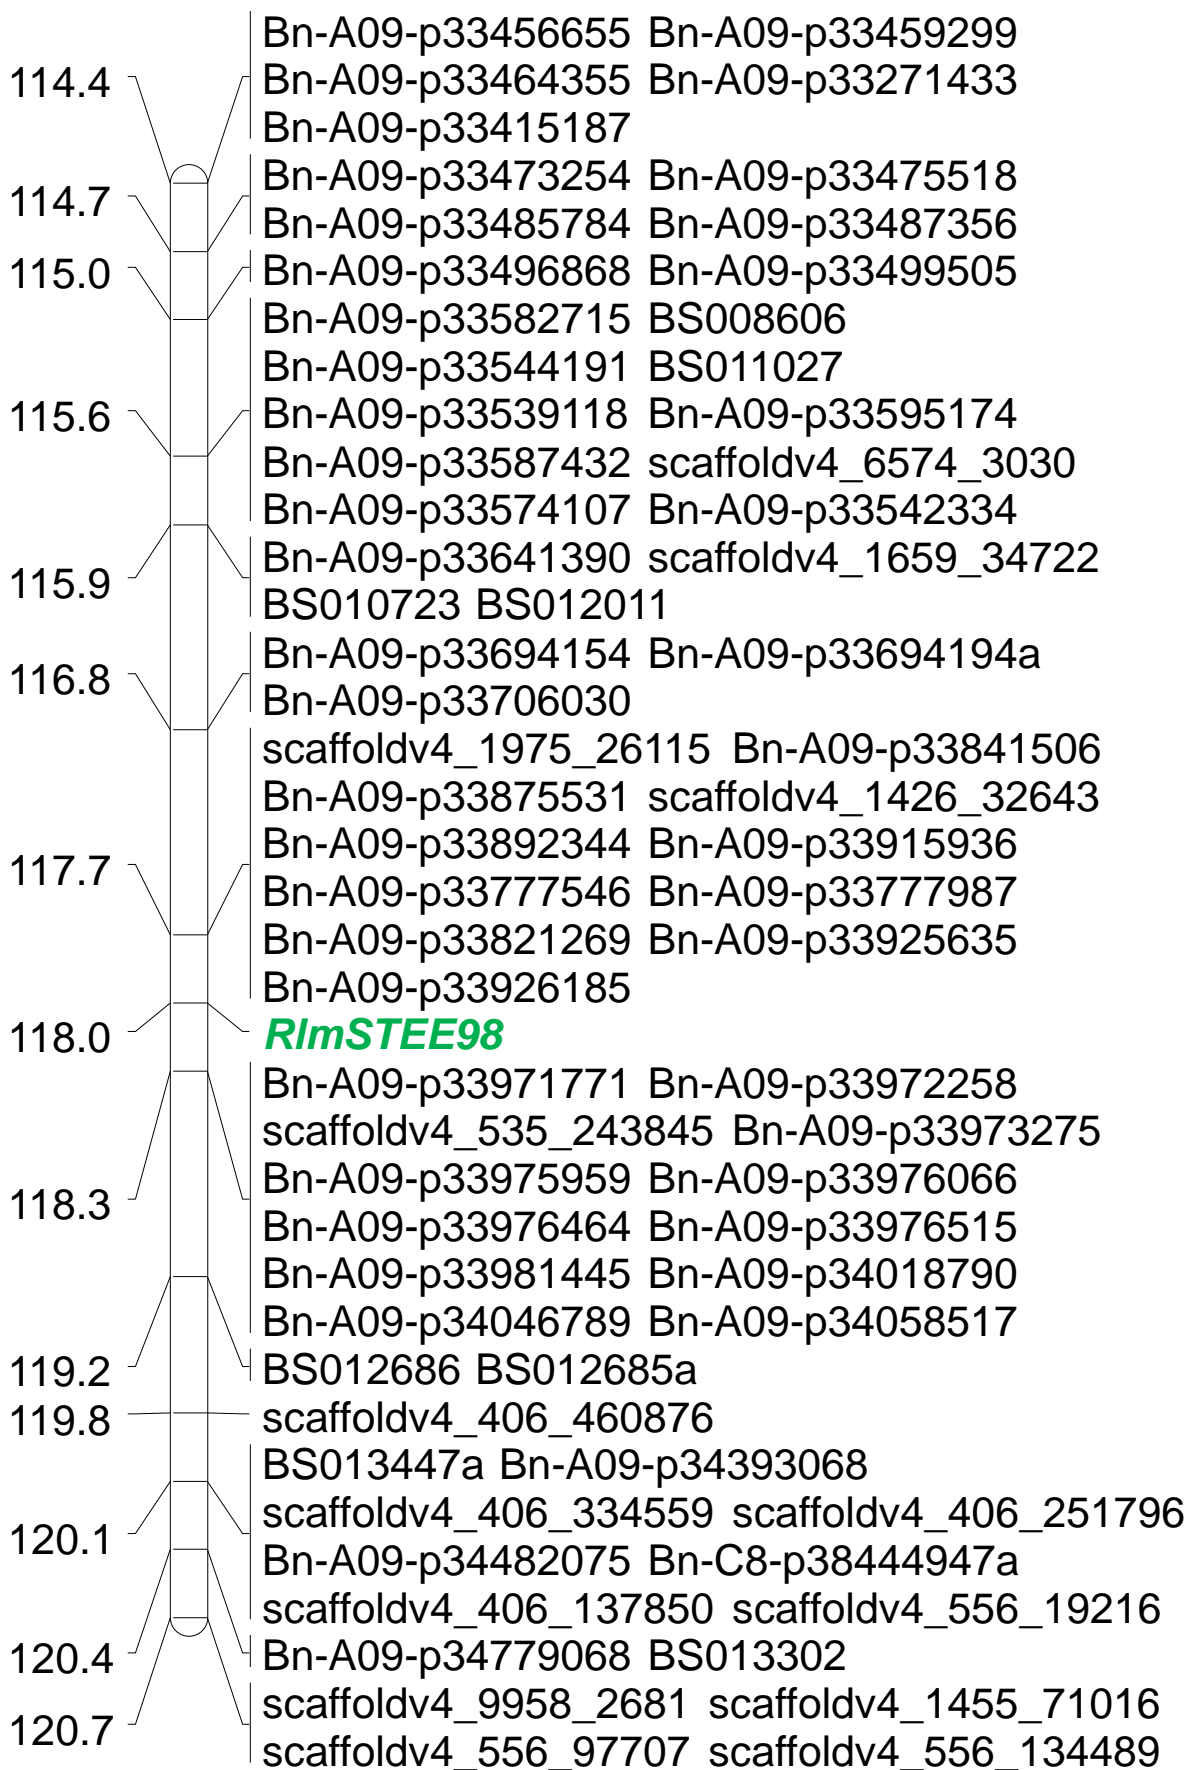 Bn-A09-p33456655 Bn-A09-p33459299
114.4 Bn-A09-p33464355 Bn-A09-p33271433
Bn-A09-p33415187
Bn-A09-p33473254 Bn-A09-p33475518
114.7
Bn-A09-p33485784 Bn-A09-p33487356
115.0 Bn-A09-p33496868 Bn-A09-p33499505
Bn-A09-p33582715 BS008606
Bn-A09-p33544191 BS011027
115.6 Bn-A09-p33539118 Bn-A09-p33595174
Bn-A09-p33587432 scaffoldv4_6574_3030
Bn-A09-p33574107 Bn-A09-p33542334
Bn-A09-p33641390 scaffoldv4_1659_34722
115.9
BS010723 BS012011
Bn-A09-p33694154 Bn-A09-p33694194a
116.8
Bn-A09-p33706030
scaffoldv4_1975_26115 Bn-A09-p33841506
Bn-A09-p33875531 scaffoldv4_1426_32643
Bn-A09-p33892344 Bn-A09-p33915936
117.7
Bn-A09-p33777546 Bn-A09-p33777987
Bn-A09-p33821269 Bn-A09-p33925635
Bn-A09-p33926185
118.0 RlmSTEE98
Bn-A09-p33971771 Bn-A09-p33972258
scaffoldv4_535_243845 Bn-A09-p33973275
Bn-A09-p33975959 Bn-A09-p33976066
118.3
Bn-A09-p33976464 Bn-A09-p33976515
Bn-A09-p33981445 Bn-A09-p34018790
Bn-A09-p34046789 Bn-A09-p34058517
119.2 BS012686 BS012685a
119.8 scaffoldv4_406_460876
BS013447a Bn-A09-p34393068
scaffoldv4_406_334559 scaffoldv4_406_251796
120.1
Bn-A09-p34482075 Bn-C8-p38444947a
scaffoldv4_406_137850 scaffoldv4_556_19216
120.4 Bn-A09-p34779068 BS013302
scaffoldv4_9958_2681 scaffoldv4_1455_71016
120.7
scaffoldv4_556_97707 scaffoldv4_556_134489